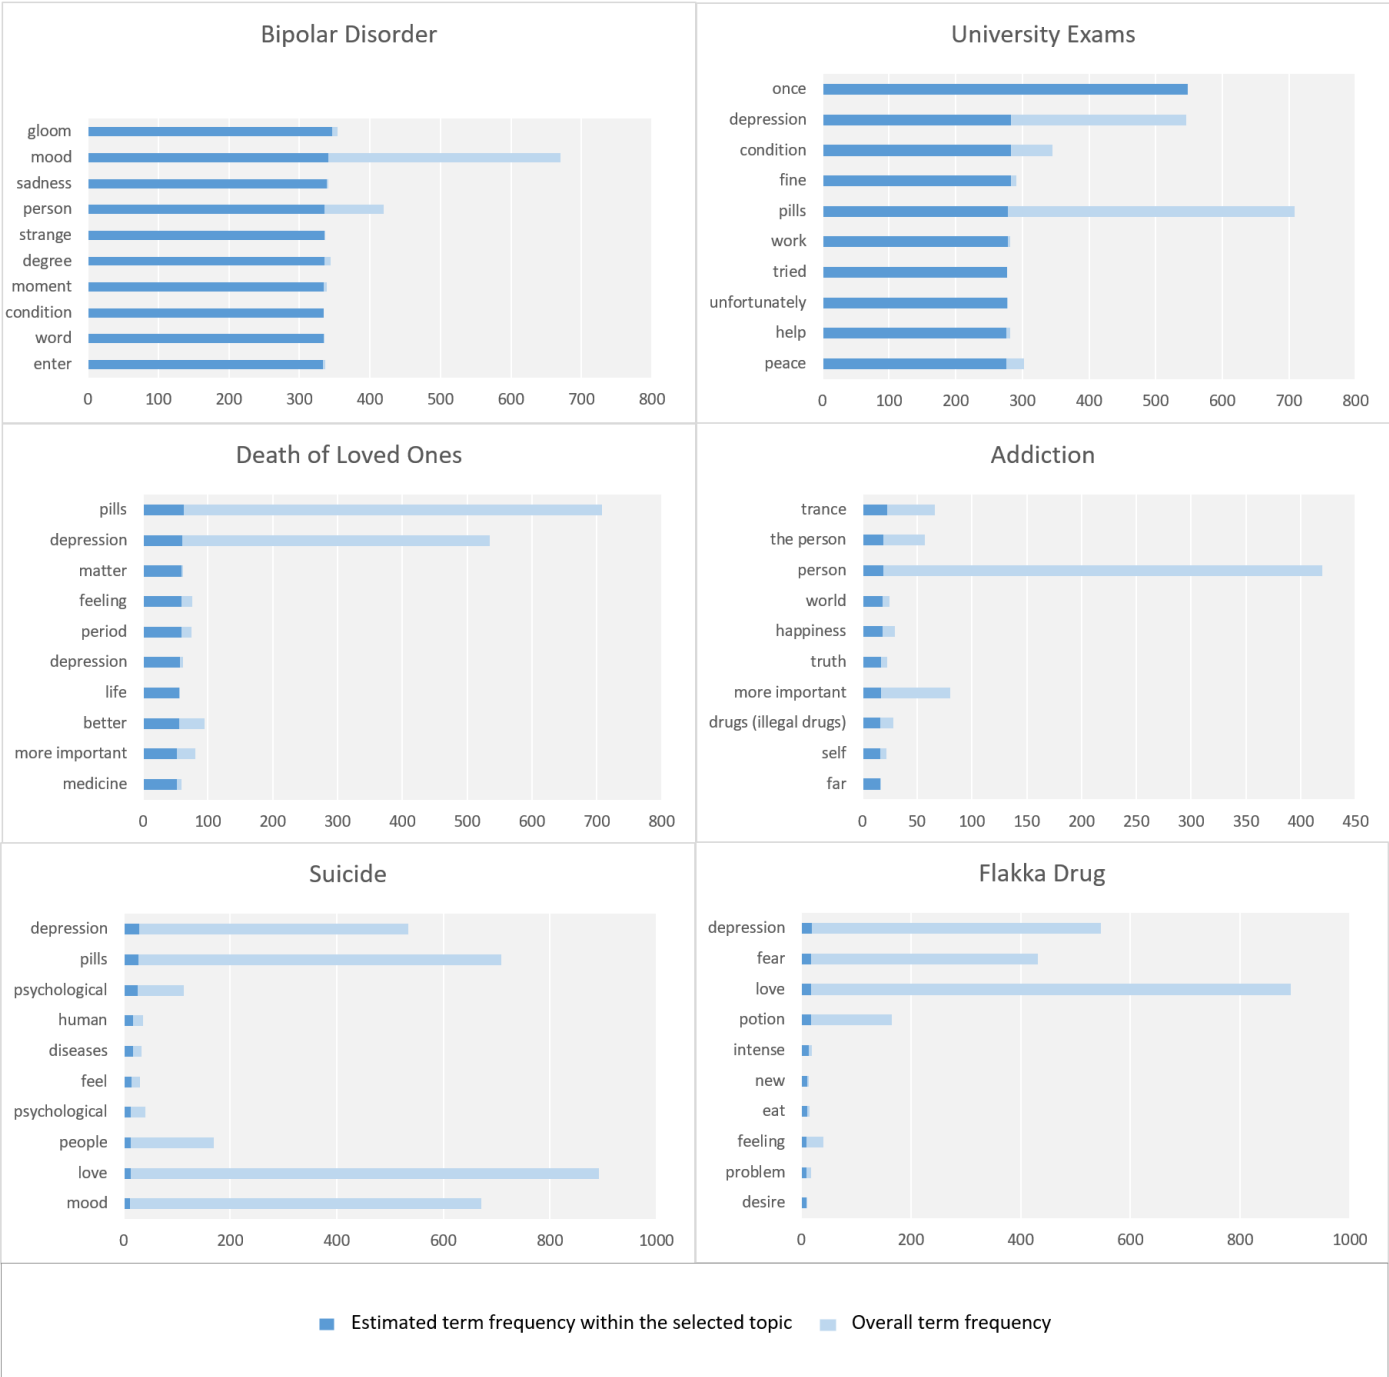 Bipolar Disorder
gloom
mood
sadness
person
strange
degree
moment
condition
word
enter
0 100 200 300 400 500 600 700 800
University Exams
once
depression
condition
fine
pills
work
tried
unfortunately
help
peace
0 100 200 300 400 500 600 700 800
Death of Loved Ones
pills
depression
matter
feeling
period
depression
life
better
more important
medicine
0 100 200 300 400 500 600 700 800
Addiction
trance
the person
person
world
happiness
truth
more important
drugs (illegal drugs)
self
far
0 50 100 150 200 250 300 350 400 450
Suicide
depression
pills
psychological
human
diseases
feel
psychological
people
love
mood
0 200 400 600 800 1000
Flakka Drug
depression
fear
love
potion
intense
new
eat
feeling
problem
desire
0 200 400 600 800 1000
Estimated term frequency within the selected topic Overall term frequency